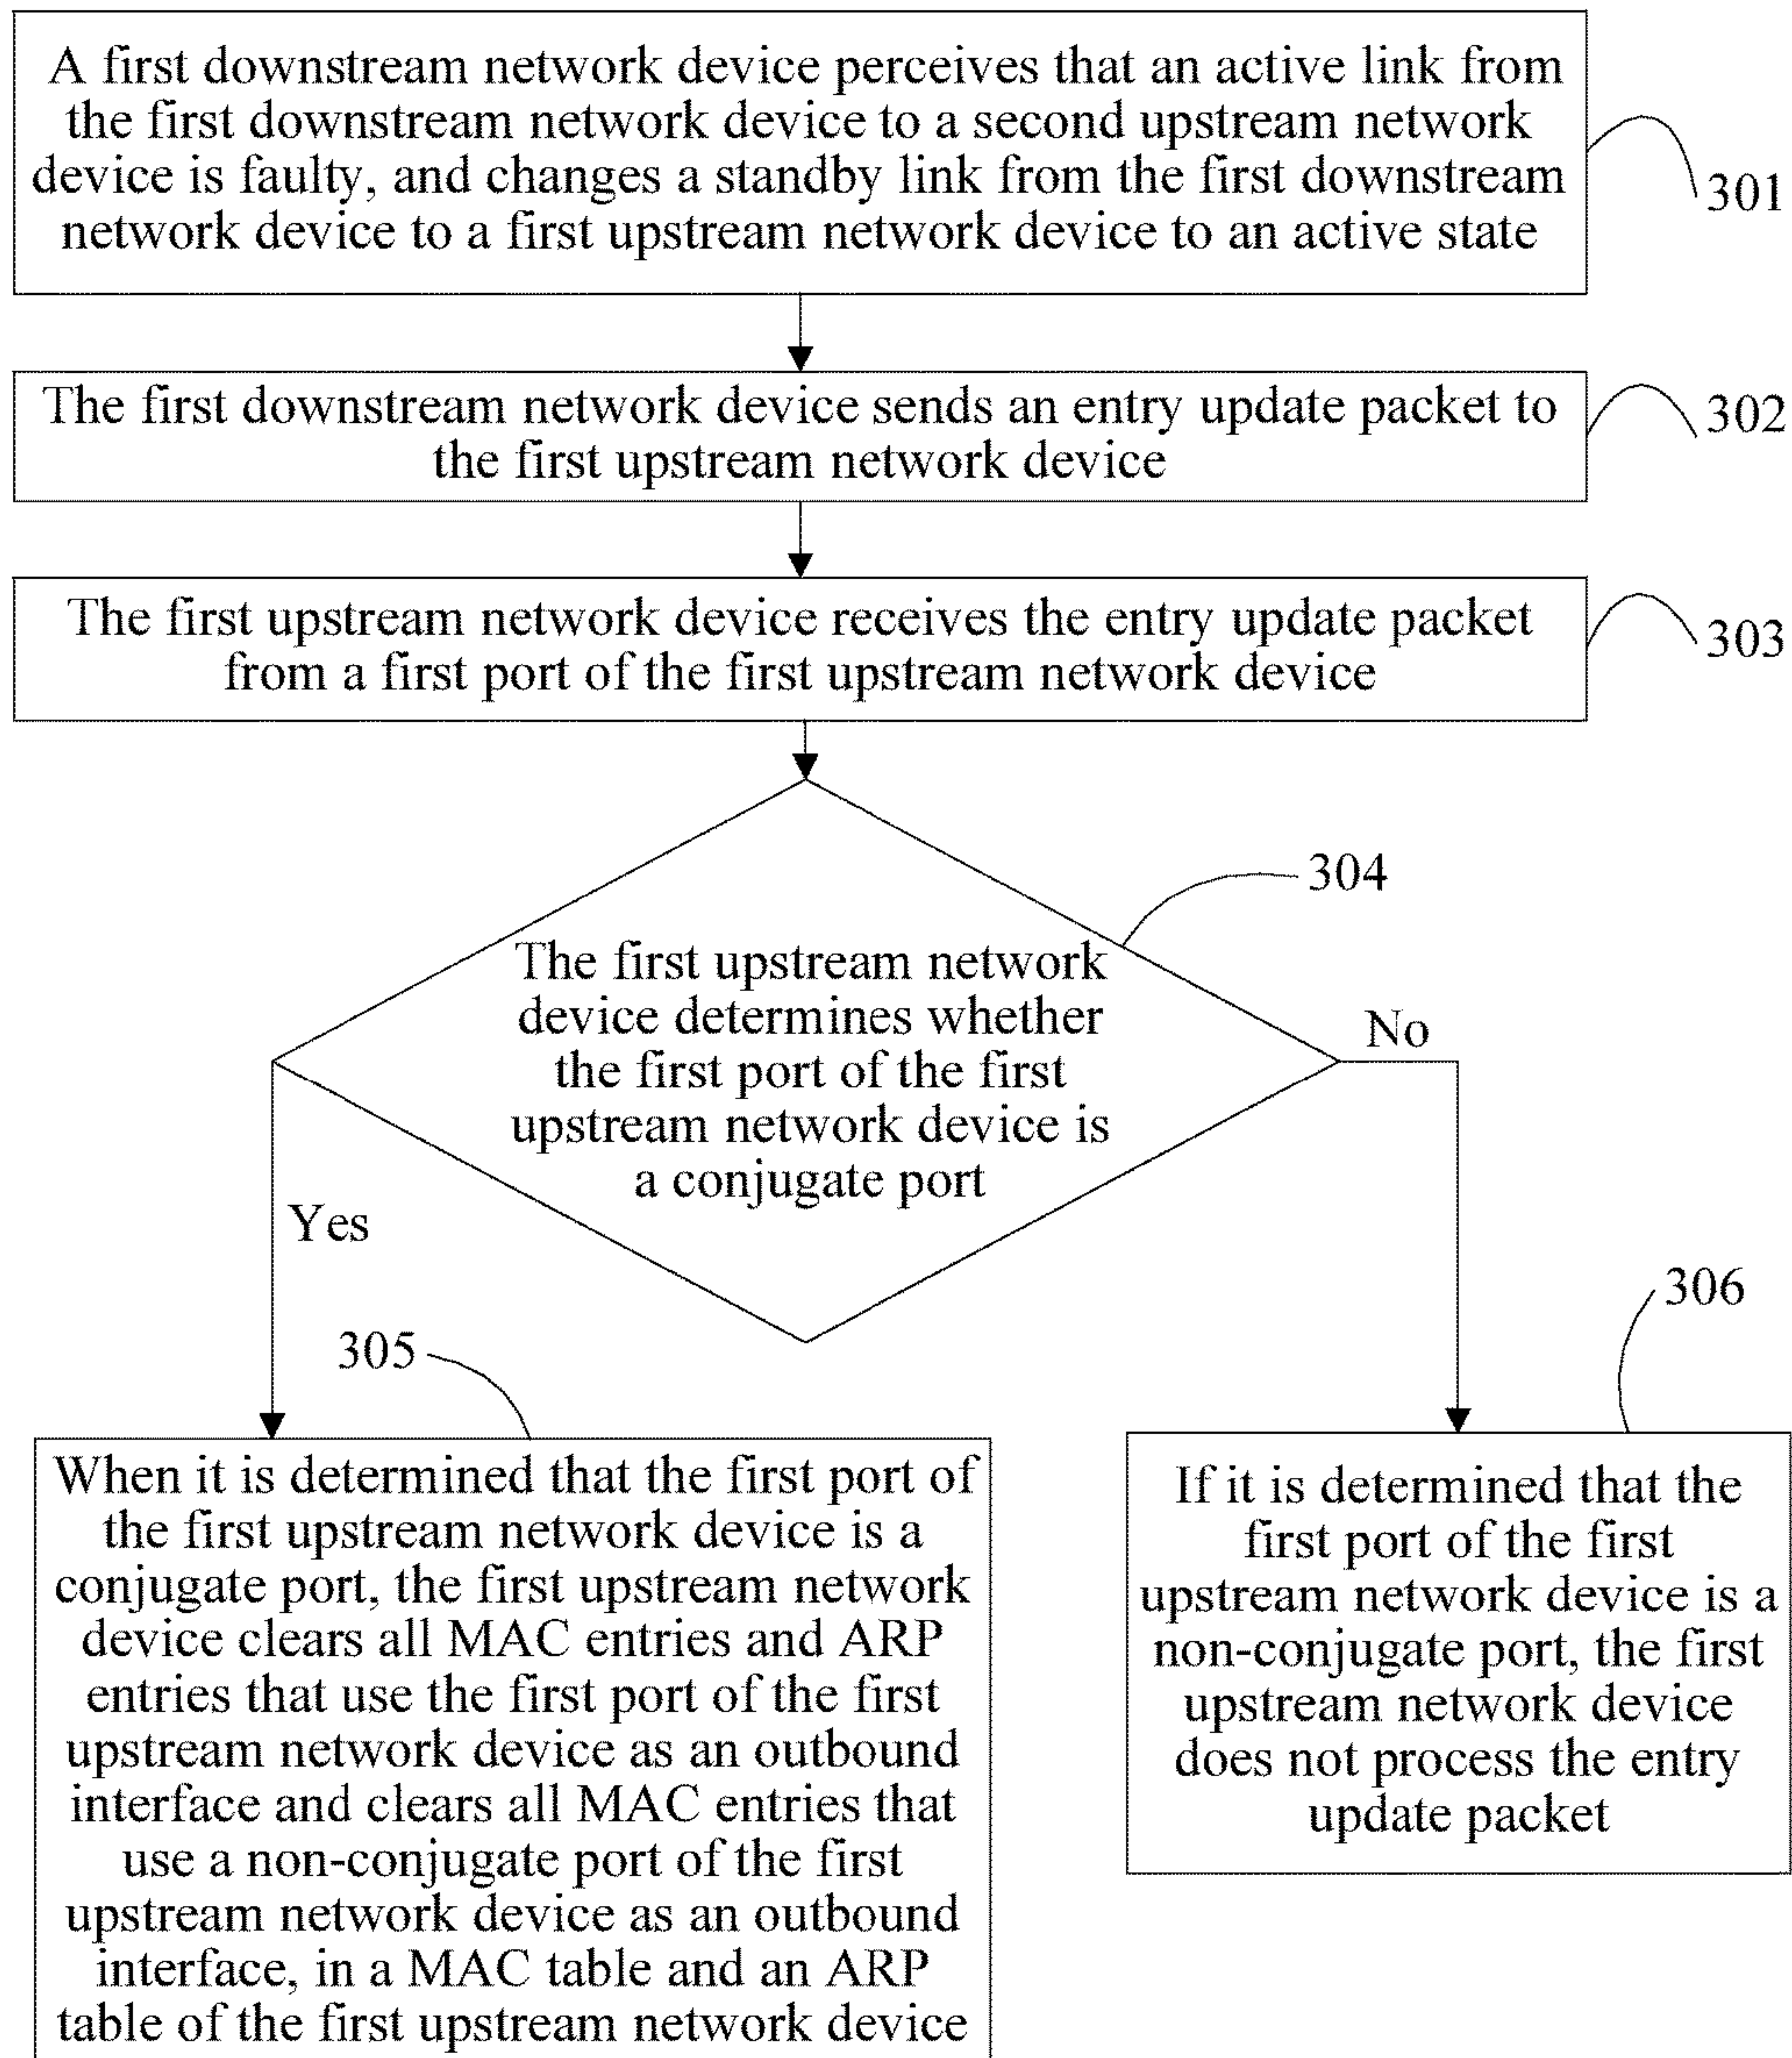 A first downstream network device perceives that an active link from
the first downstream network device to a second upstream network
device is faulty, and changes a standby link from the first downstream
network device to a first upstream network device to an active state
301
The first downstream network device sends an entry update packet to
the first upstream network device
302
The first upstream network device receives the entry update packet
from a first port of the first upstream network device
303
304
The first upstream network
device determines whether
the first port of the first
upstream network device is
a conjugate port
No
Yes
305
306
When it is determined that the first port of
the first upstream network device is a
conjugate port, the first upstream network
device clears all MAC entries and ARP
entries that use the first port of the first
upstream network device as an outbound
interface and clears all MAC entries that
use a non-conjugate port of the first
upstream network device as an outbound
interface, in a MAC table and an ARP
table of the first upstream network device
If it is determined that the
first port of the first
upstream network device is a
non-conjugate port, the first
upstream network device
does not process the entry
update packet